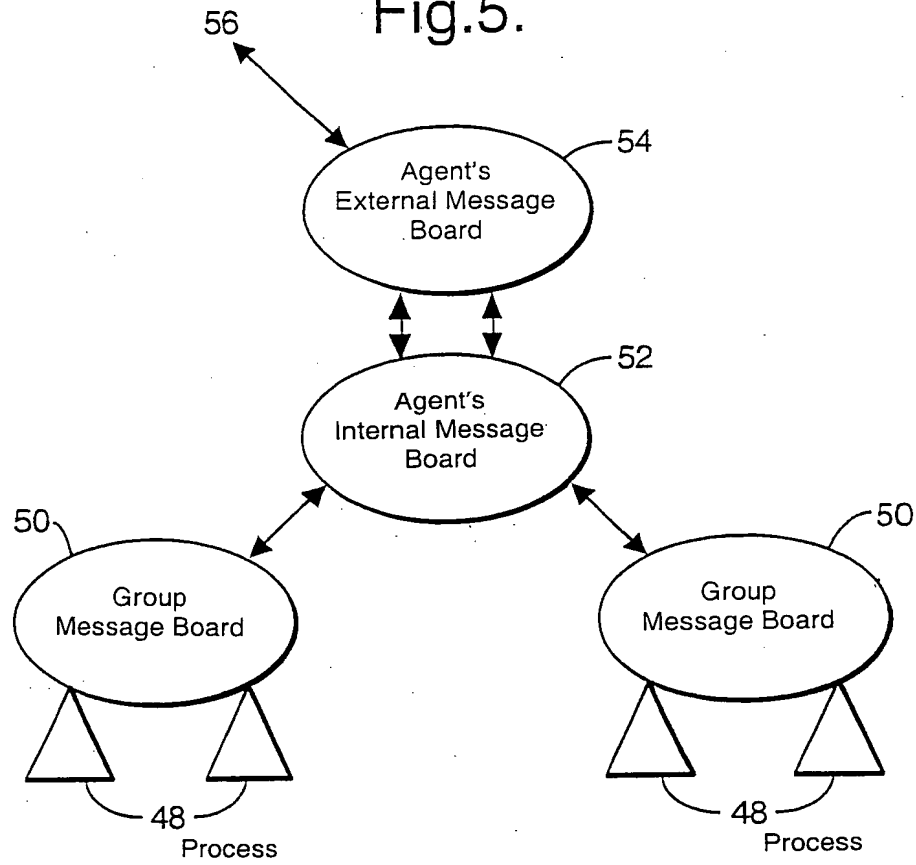 Fig.5.
56
54
Agent's
External Message
Board
52
Agent's
Internal Message
Board
50
Group
Message Board
50
Group
Message Board
48
Process
48
Process